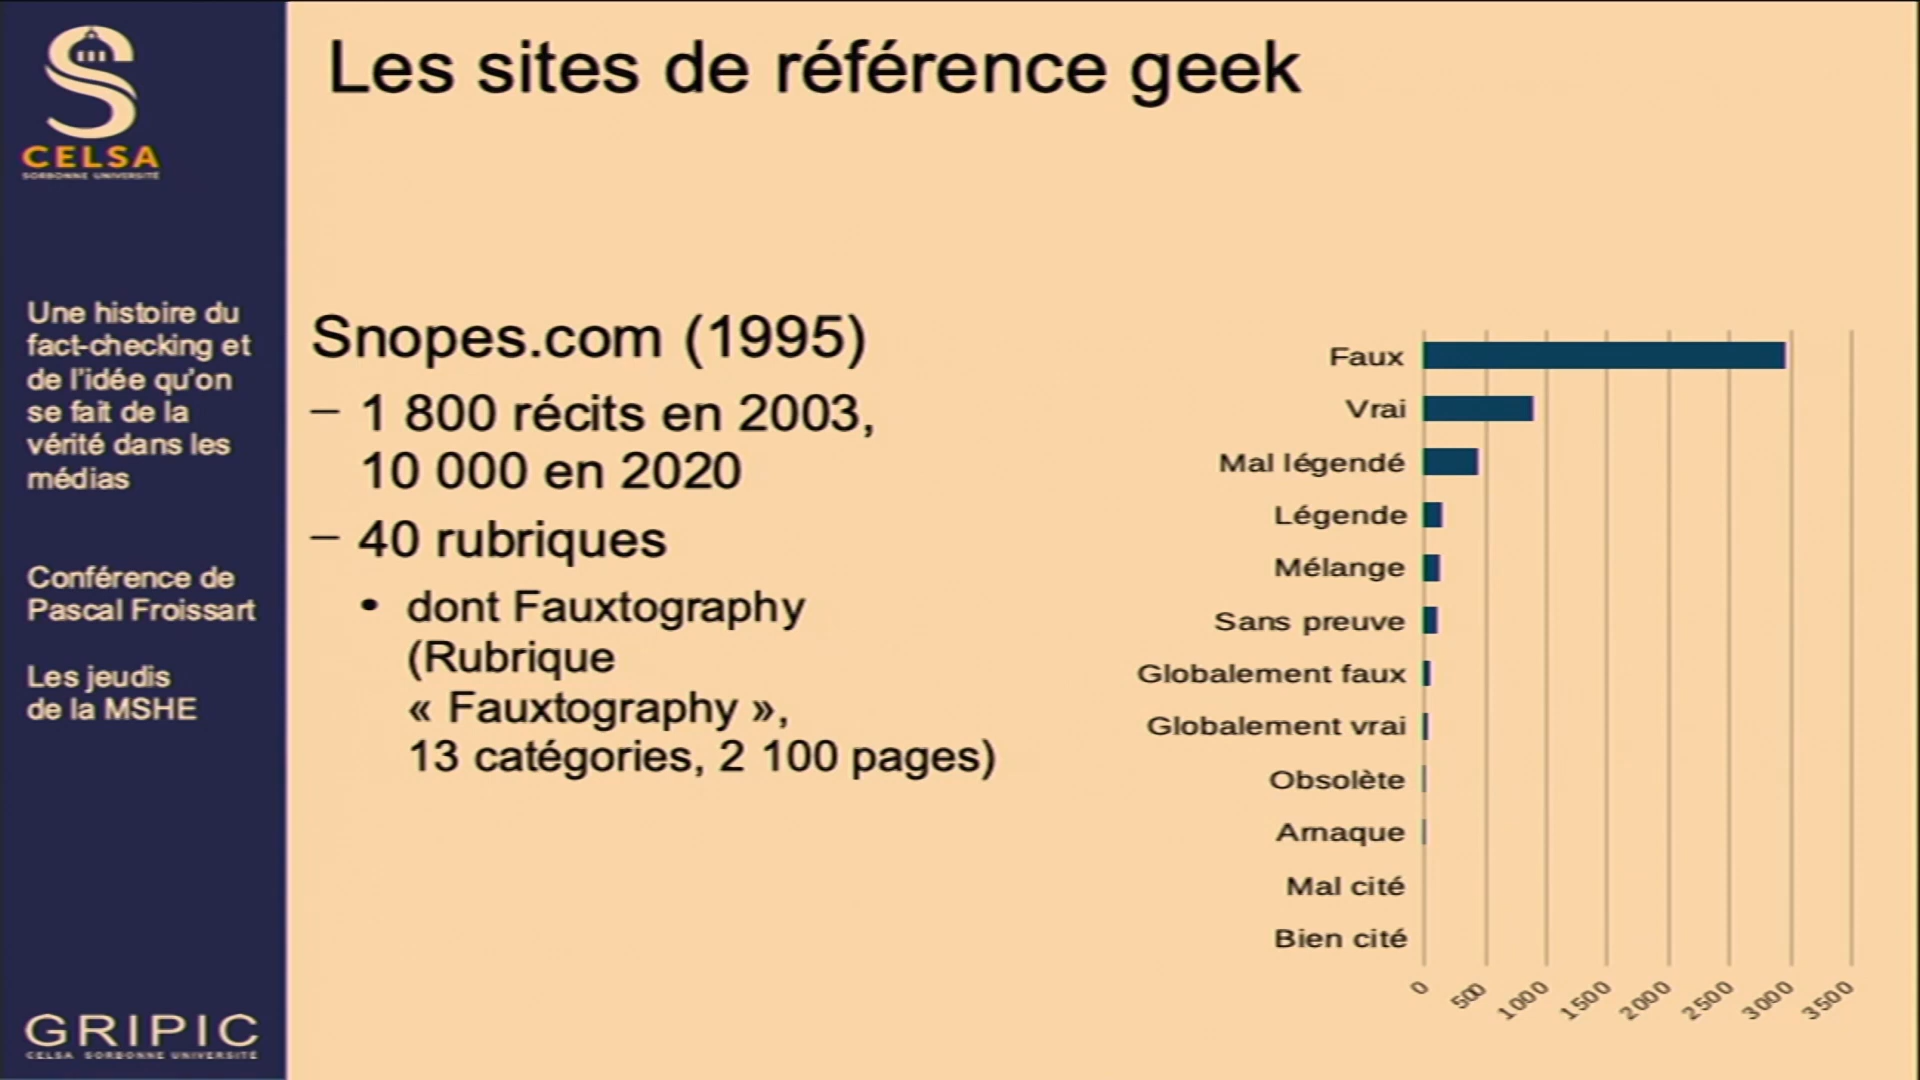 CELSA
SORBONNE UNIVERSITÉ
Une histoire du
fact-checking et
de l'idée qu'on
se fait de la
vérité dans les
médias
Conférence de
Pascal Froissart
Les jeudis
de la MSHE
GRIPIC
CELSA SORBONNE UNIVERSITÉ
Les sites de référence geek
Snopes.com (1995)
– 1 800 récits en 2003,
10 000 en 2020
– 40 rubriques
• dont Fauxtography
(Rubrique
« Fauxtography »,
13 catégories, 2 100 pages)
Faux
Vrai
Mal légendé
Légende
Mélange
Sans preuve
Globalement faux
Globalement vrai
Obsolète
Arnaque
Mal cité
Bien cité
0 500 1000 1500 2000 2500 3000 3500